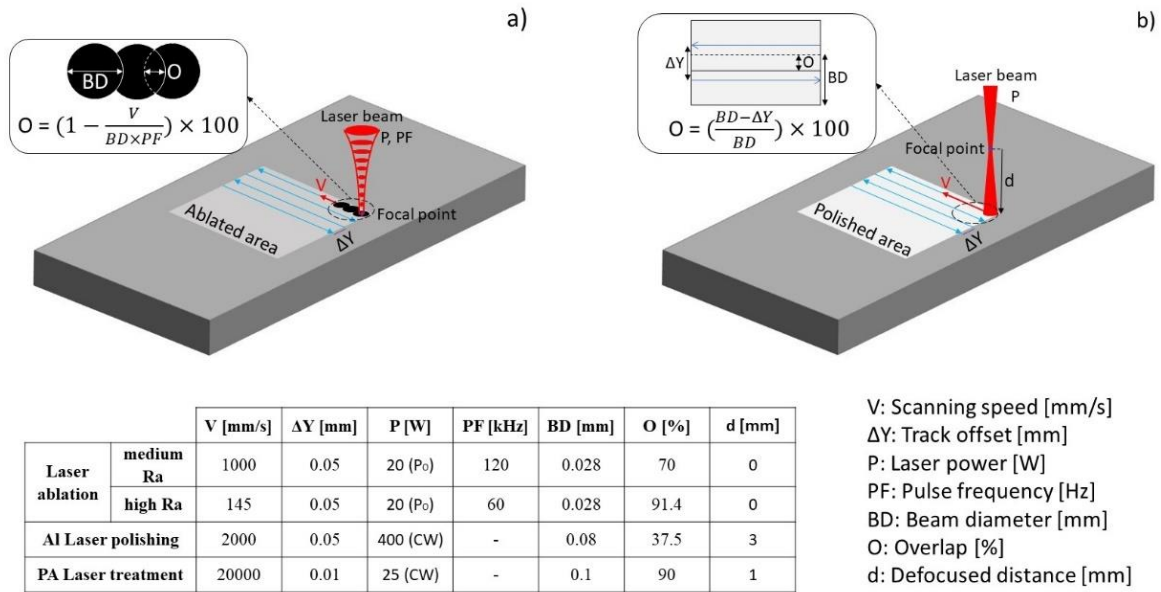 a)
BD
O
O = (1 − V / (BD×PF)) × 100
Laser beam
P, PF
V
Focal point
Ablated area
ΔY
b)
ΔY
O
BD
O = ((BD−ΔY) / BD) × 100
Laser beam
P
Focal point
d
V
Polished area
ΔY
V [mm/s] ΔY [mm] P [W] PF [kHz] BD [mm] O [%] d [mm]
Laser ablation medium Ra 1000 0.05 20 (P₀) 120 0.028 70 0
high Ra 145 0.05 20 (P₀) 60 0.028 91.4 0
Al Laser polishing 2000 0.05 400 (CW) - 0.08 37.5 3
PA Laser treatment 20000 0.01 25 (CW) - 0.1 90 1
V: Scanning speed [mm/s]
ΔY: Track offset [mm]
P: Laser power [W]
PF: Pulse frequency [Hz]
BD: Beam diameter [mm]
O: Overlap [%]
d: Defocused distance [mm]